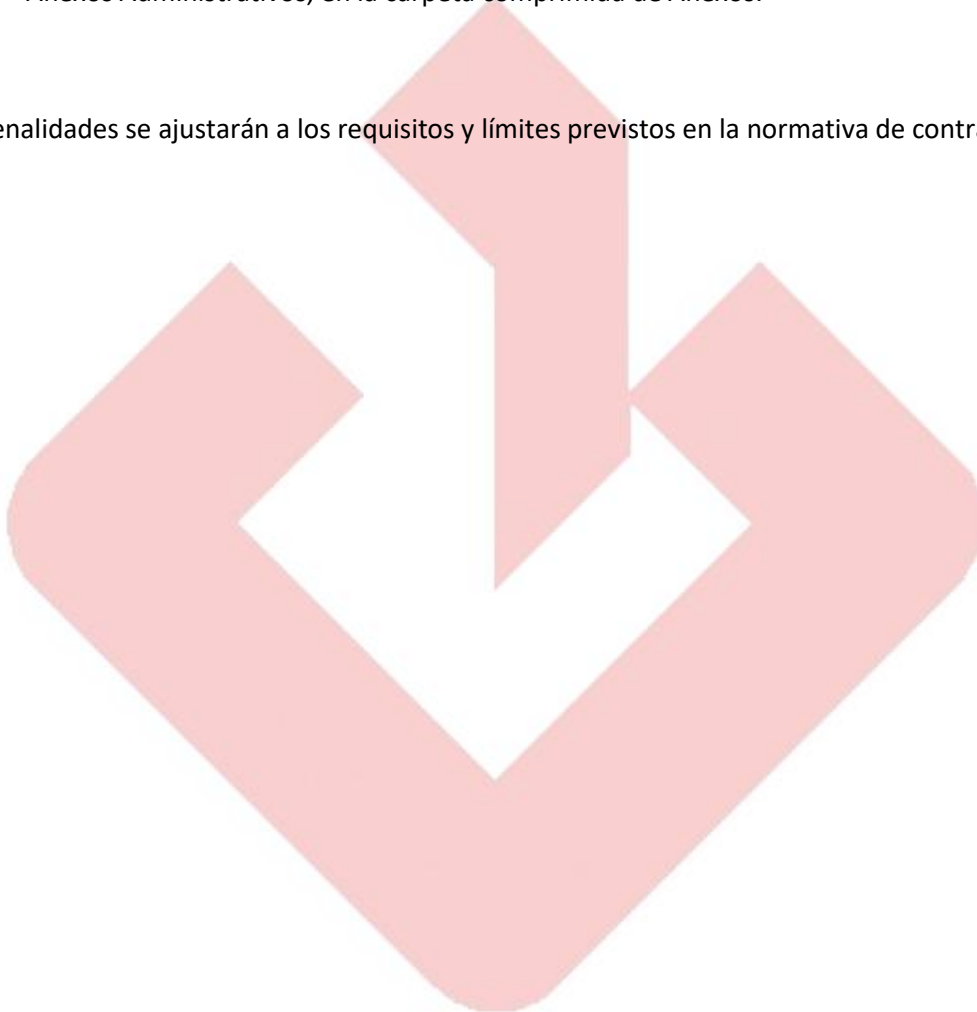 Anexos Administrativos, en la carpeta comprimida de Anexos.
enalidades se ajustarán a los requisitos y límites previstos en la normativa de contra